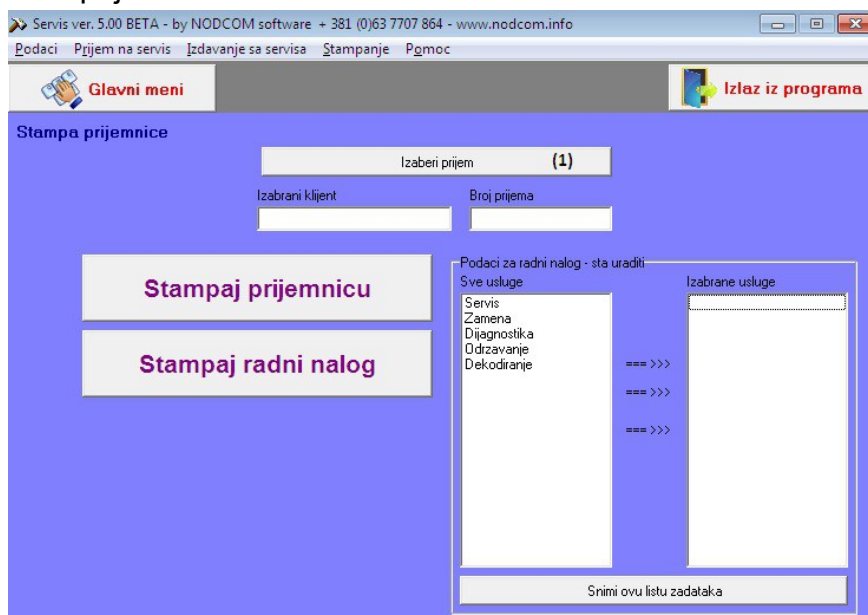 Servis ver. 5.00 BETA - by NODCOM software + 381 (0)63 7707 864 - www.nodcom.info
Podaci Prijem na servis Izdavanje sa servisa Stampanje Pomoc
Glavni meni
Izlaz iz programa
Stampa prijemnice
Izaberi prijem (1)
Izabrani klijent Broj prijema
Stampaj prijemnicu
Stampaj radni nalog
Podaci za radni nalog - sta uraditi
Sve usluge Izabrane usluge
Servis
Zamena
Dijagnostika
Odrzavanje
Dekodiranje
=== >>>
=== >>>
=== >>>
Snimi ovu listu zadataka